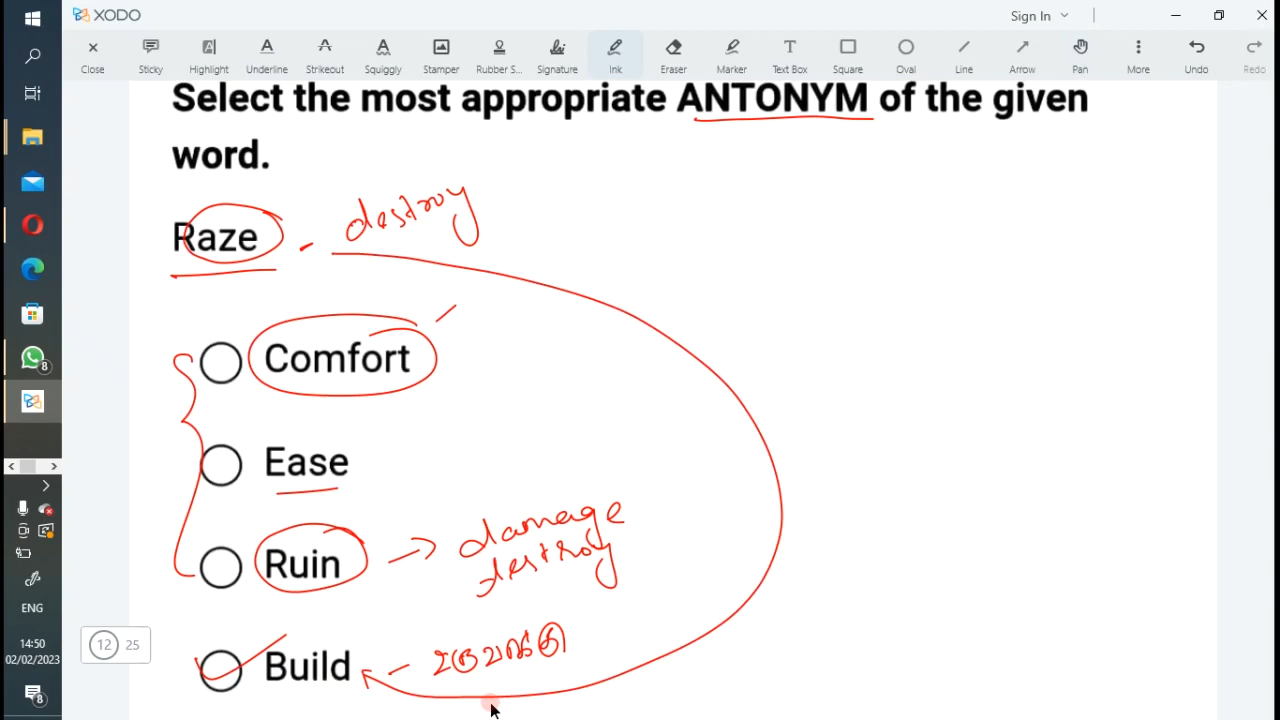 XODO
Sign In
Close Sticky Highlight Underline Strikeout Squiggly Stamper Rubber S... Signature Ink Eraser Marker Text Box Square Oval Line Arrow Pan More Undo Redo
Select the most appropriate ANTONYM of the given
word.
Raze - destroy
Comfort
Ease
Ruin → damage
destroy
Build -
12 25
8
ENG
14:50
02/02/2023
8